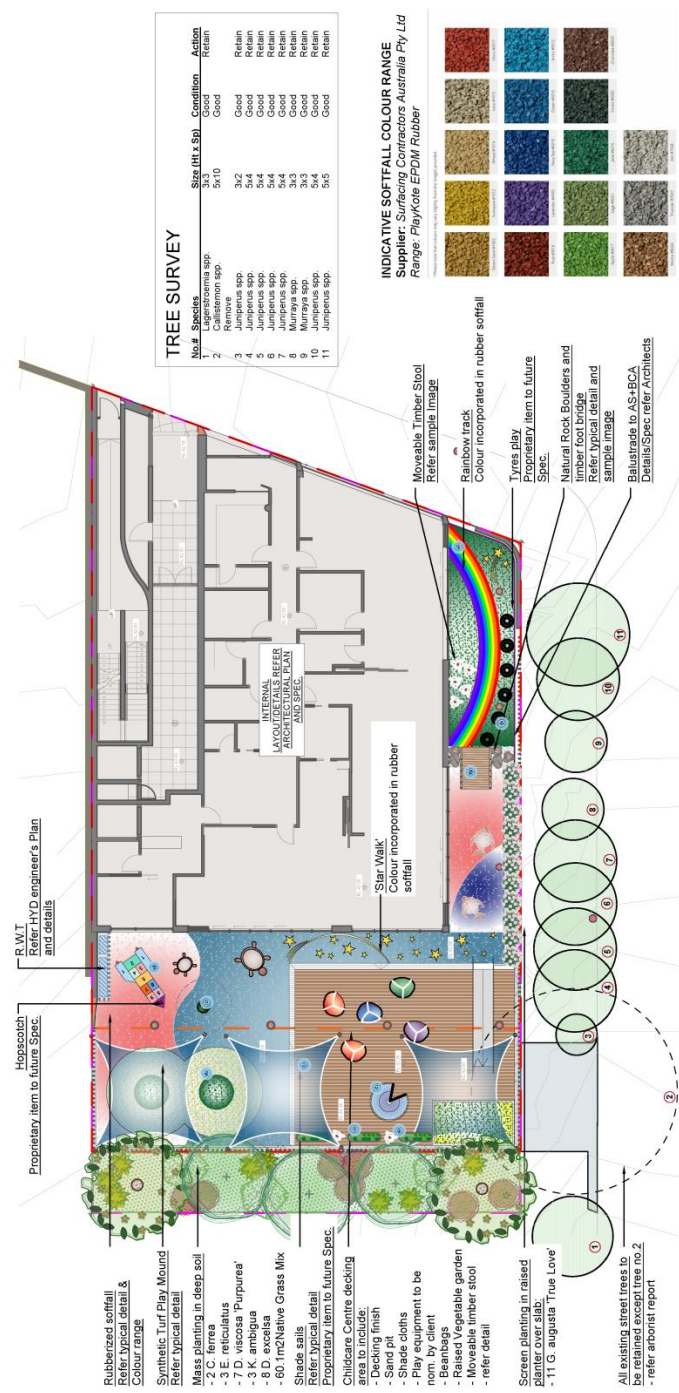 Hopscotch
Proprietary item to future Spec.
R.W.T
Refer HYD engineer's Plan
and details
Rubberized softfall
Refer typical detail &
Colour range
Synthetic Turf Play Mound
Refer typical detail
Mass planting in deep soil
- 2 C. ferrea
- 3 E. reticulatus
- 7 D. viscosa 'Purpurea'
- 3 K. ambigua
- 8 D. excelsa
- 60.1m2Native Grass Mix
Shade sails
Refer typical detail
Proprietary item to future Spec.
Childcare Centre decking
area to include:
- Decking finish
- Sand pit
- Shade cloths
- Play equipment to be
nom. by client
- Beanbags
- Raised Vegetable garden
- Moveable timber stool
- refer detail
Screen planting in raised
planter over slab:
- 11 G. augusta 'True Love'
All existing street trees to
be retained except tree no.2
- refer arborist report
INTERNAL
LAYOUT/DETAILS REFER
ARCHITECTURAL PLAN
AND SPEC.
'Star Walk'
Colour incorporated in rubber
softfall
1
2
3
4
5
6
7
8
9
10
11
TREE SURVEY
No.# Species Size (Ht x Sp) Condition Action
1 Lagerstroemia spp. 3x3 Good Retain
2 Callistemon spp. 5x10 Good
Remove
3 Juniperus spp. 3x2 Good Retain
4 Juniperus spp. 5x4 Good Retain
5 Juniperus spp. 5x4 Good Retain
6 Juniperus spp. 5x4 Good Retain
7 Juniperus spp. 5x4 Good Retain
8 Murraya spp. 3x3 Good Retain
9 Murraya spp. 3x3 Good Retain
10 Juniperus spp. 5x4 Good Retain
11 Juniperus spp. 5x5 Good Retain
Moveable Timber Stool
Refer sample Image
Rainbow track
Colour incorporated in rubber softfall
Tyres play
Proprietary item to future
Spec.
Natural Rock Boulders and
timber foot bridge
Refer typical detail and
sample image
Balustrade to AS+BCA
Details/Spec refer Architects
INDICATIVE SOFTFALL COLOUR RANGE
Supplier: Surfacing Contractors Australia Pty Ltd
Range: PlayKote EPDM Rubber